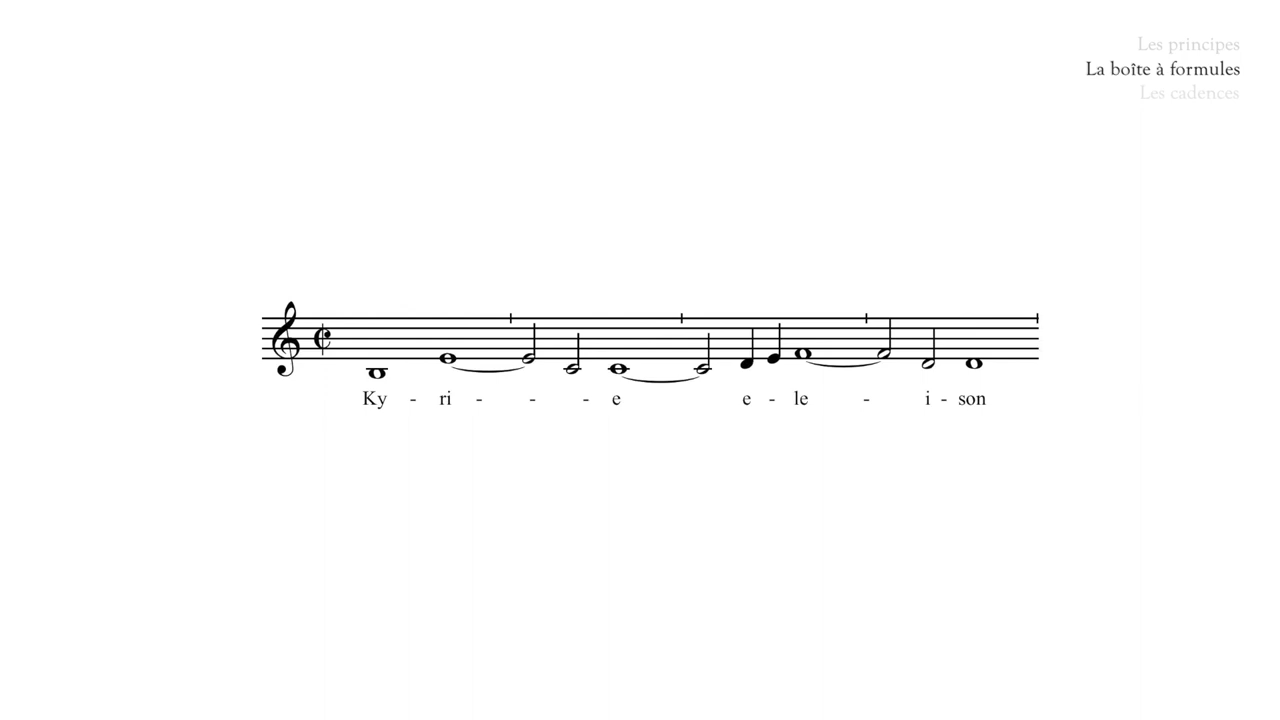 Les principes
La boîte à formules
Les cadences
Ky - ri - - - e e - le - i - son